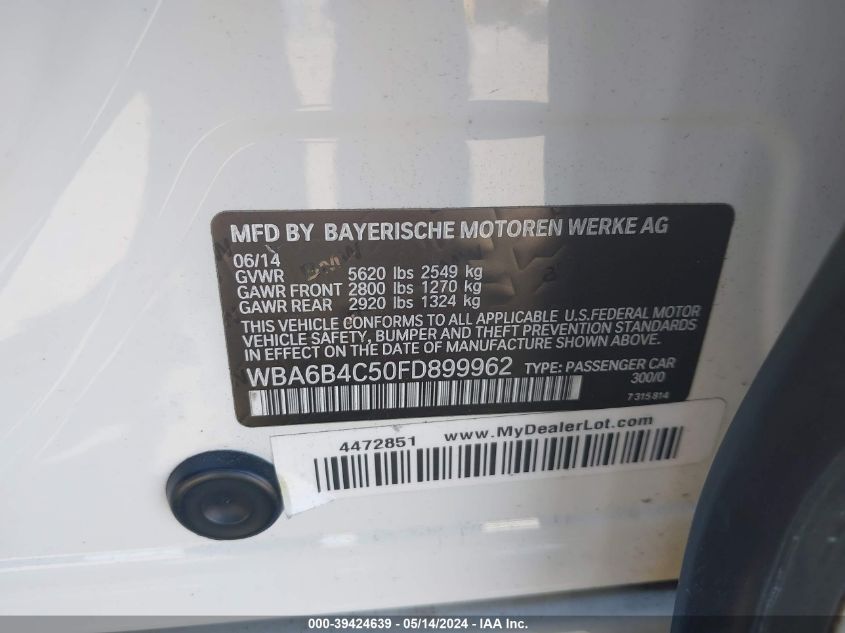 MFD BY BAYERISCHE MOTOREN WERKE AG
06/14
GVWR 5620 lbs 2549 kg
GAWR FRONT 2800 lbs 1270 kg
GAWR REAR 2920 lbs 1324 kg
THIS VEHICLE CONFORMS TO ALL APPLICABLE U.S.FEDERAL MOTOR
VEHICLE SAFETY, BUMPER AND THEFT PREVENTION STANDARDS
IN EFFECT ON THE DATE OF MANUFACTURE SHOWN ABOVE.
WBA6B4C50FD899962 TYPE: PASSENGER CAR
300/0
7 315 814
4472851 www.MyDealerLot.com
000-39424639 - 05/14/2024 - IAA Inc.